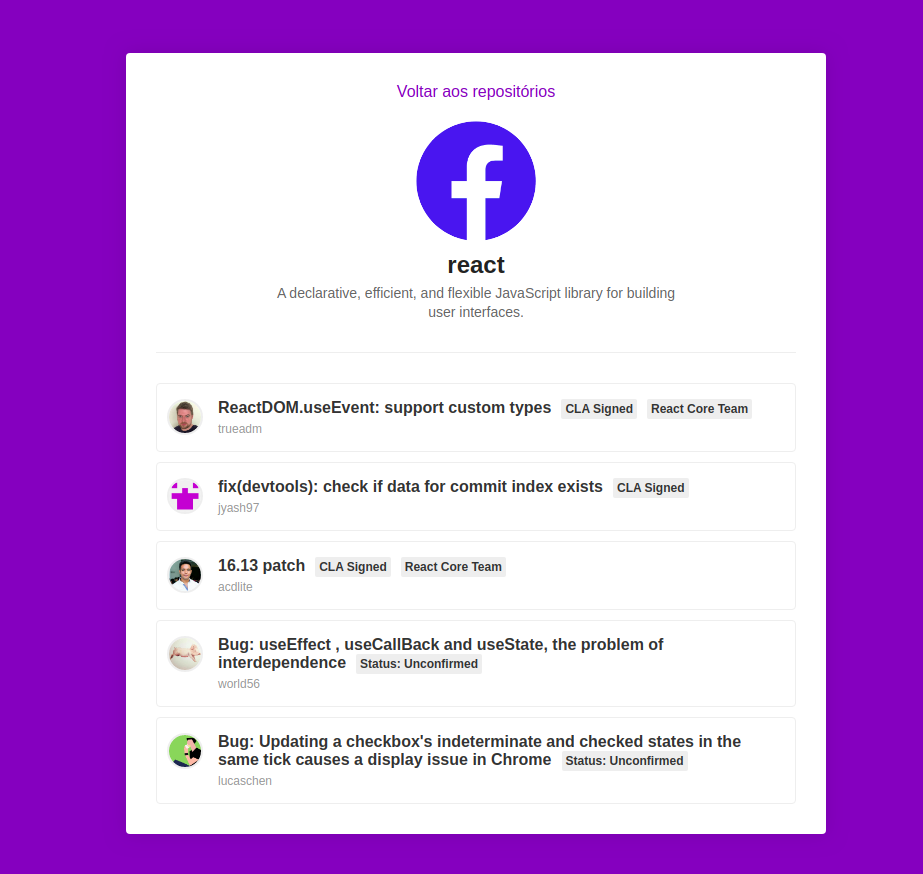 Voltar aos repositórios
react
A declarative, efficient, and flexible JavaScript library for building
user interfaces.
ReactDOM.useEvent: support custom types CLA Signed React Core Team
trueadm
fix(devtools): check if data for commit index exists CLA Signed
jyash97
16.13 patch CLA Signed React Core Team
acdlite
Bug: useEffect , useCallBack and useState, the problem of
interdependence Status: Unconfirmed
world56
Bug: Updating a checkbox's indeterminate and checked states in the
same tick causes a display issue in Chrome Status: Unconfirmed
lucaschen